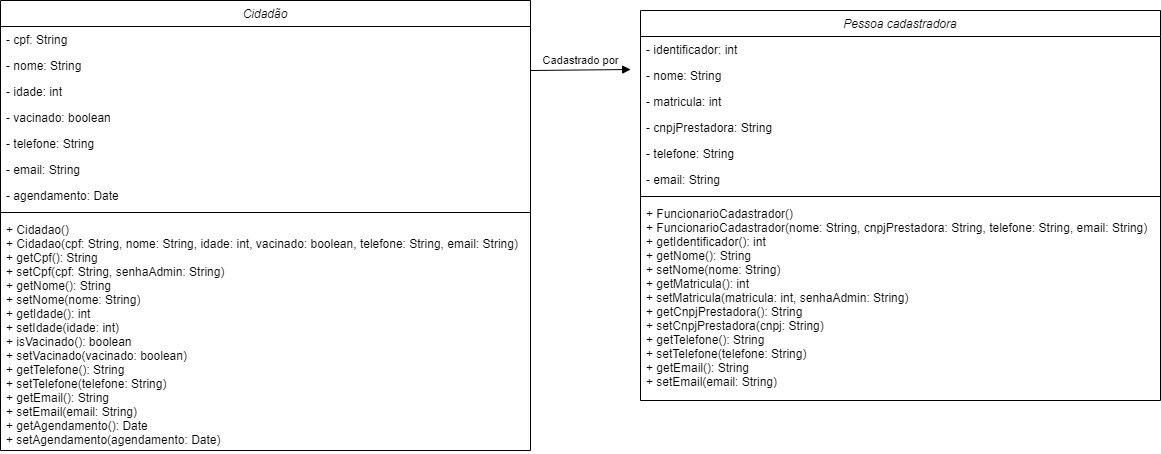 Cidadão
- cpf: String
- nome: String
- idade: int
- vacinado: boolean
- telefone: String
- email: String
- agendamento: Date
+ Cidadao()
+ Cidadao(cpf: String, nome: String, idade: int, vacinado: boolean, telefone: String, email: String)
+ getCpf(): String
+ setCpf(cpf: String, senhaAdmin: String)
+ getNome(): String
+ setNome(nome: String)
+ getIdade(): int
+ setIdade(idade: int)
+ isVacinado(): boolean
+ setVacinado(vacinado: boolean)
+ getTelefone(): String
+ setTelefone(telefone: String)
+ getEmail(): String
+ setEmail(email: String)
+ getAgendamento(): Date
+ setAgendamento(agendamento: Date)
Cadastrado por
Pessoa cadastradora
- identificador: int
- nome: String
- matricula: int
- cnpjPrestadora: String
- telefone: String
- email: String
+ FuncionarioCadastrador()
+ FuncionarioCadastrador(nome: String, cnpjPrestadora: String, telefone: String, email: String)
+ getIdentificador(): int
+ getNome(): String
+ setNome(nome: String)
+ getMatricula(): int
+ setMatricula(matricula: int, senhaAdmin: String)
+ getCnpjPrestadora(): String
+ setCnpjPrestadora(cnpj: String)
+ getTelefone(): String
+ setTelefone(telefone: String)
+ getEmail(): String
+ setEmail(email: String)